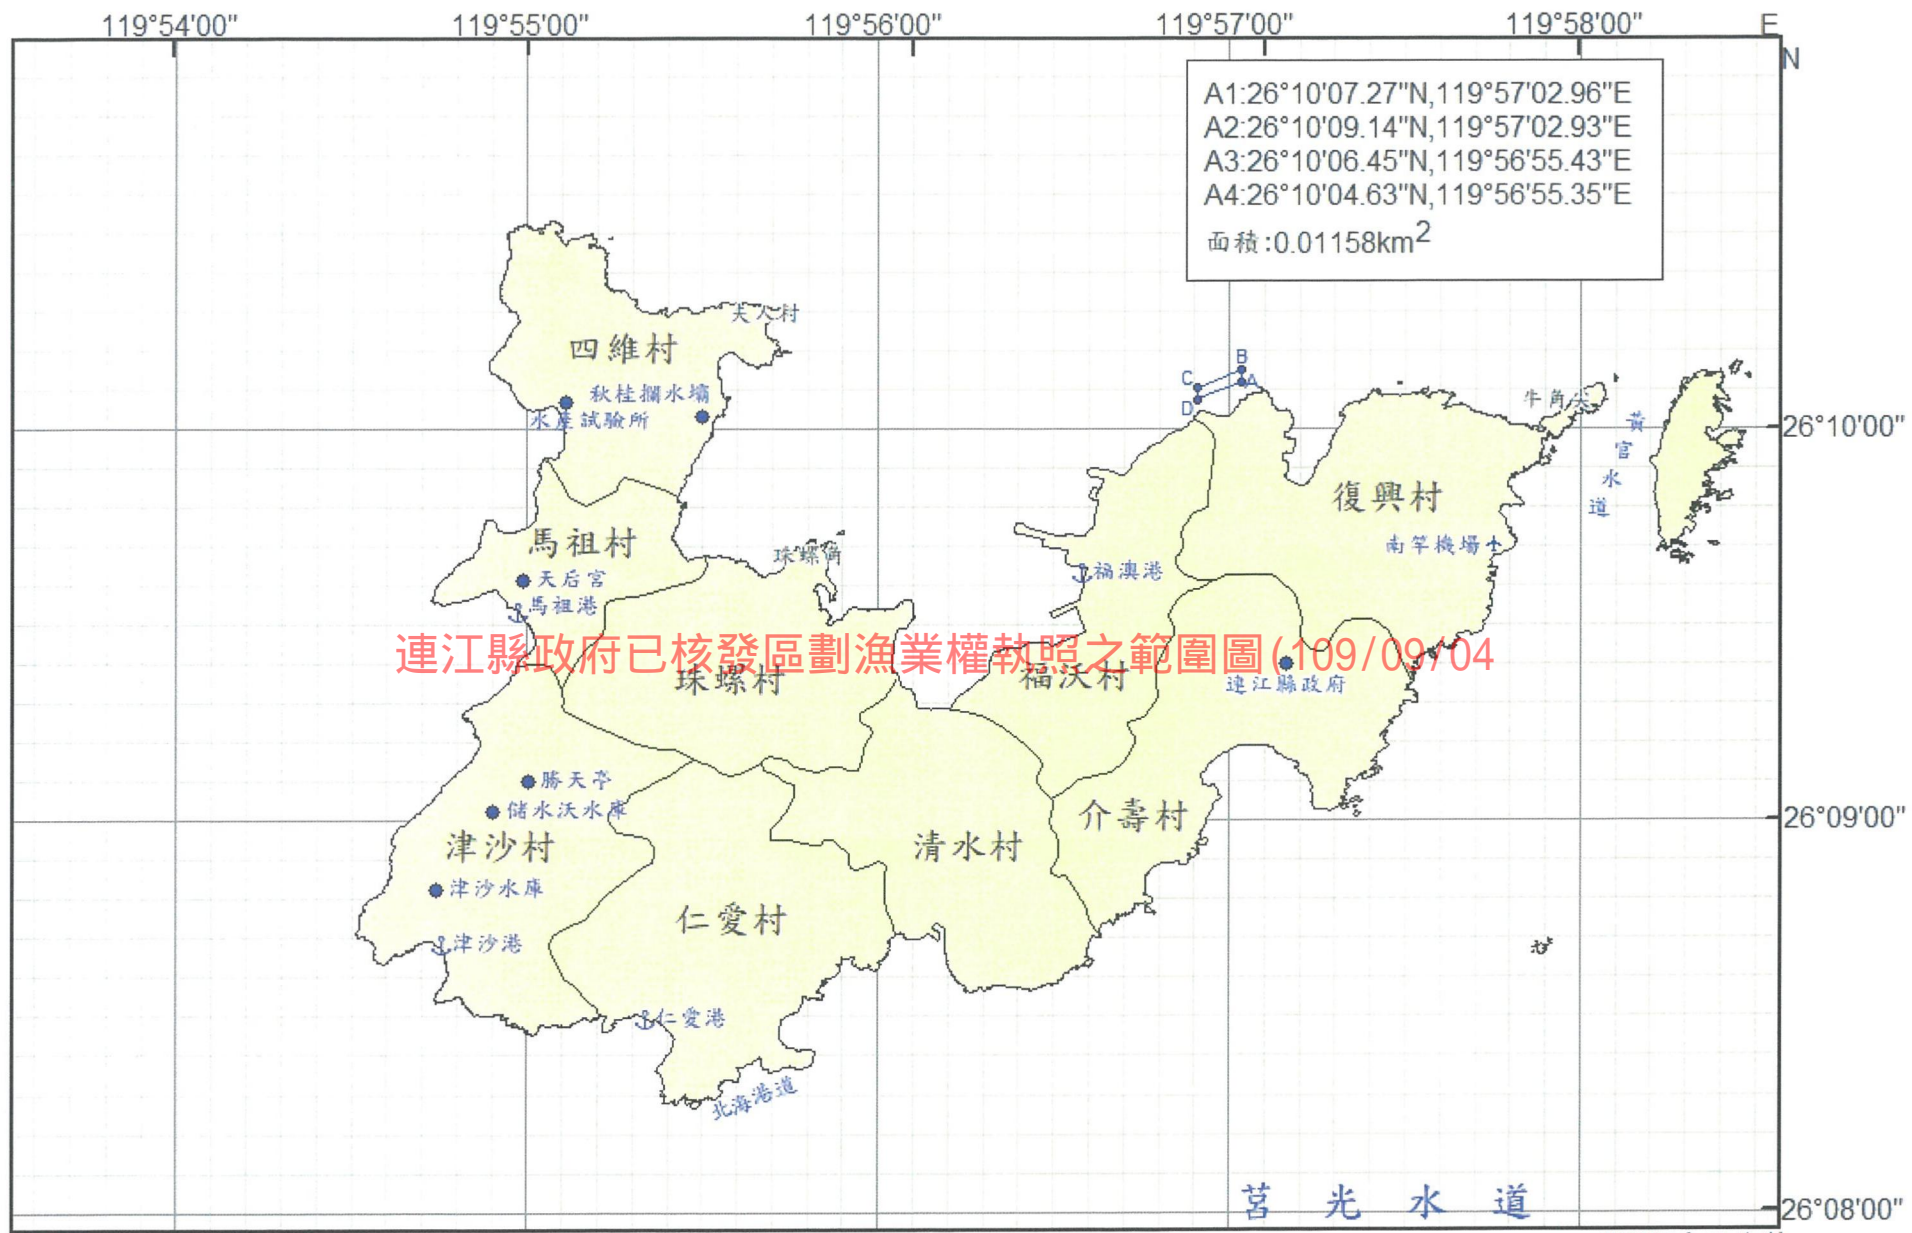 119°54'00" 119°55'00" 119°56'00" 119°57'00" 119°58'00" E
N
A1:26°10'07.27"N,119°57'02.96"E
A2:26°10'09.14"N,119°57'02.93"E
A3:26°10'06.45"N,119°56'55.43"E
A4:26°10'04.63"N,119°56'55.35"E
面積:0.01158km²
夫人村
四維村
B
C
A
D
秋桂攔水壩
水產試驗所
牛角尖
黃官水道
26°10'00"
復興村
馬祖村
南竿機場
珠螺角
天后宮
福澳港
馬祖港
連江縣政府已核發區劃漁業權執照之範圍圖(109/09/04
珠螺村
福沃村
連江縣政府
勝天亭
儲水沃水庫
介壽村
26°09'00"
津沙村
清水村
津沙水庫
仁愛村
津沙港
仁愛港
北海港道
莒光水道
26°08'00"